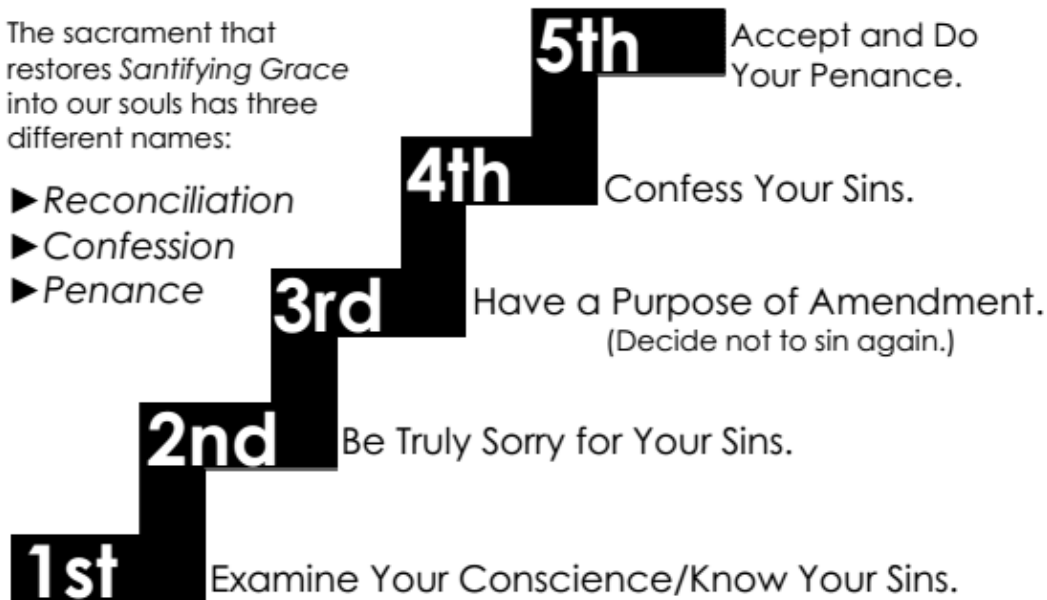 The sacrament that
restores Santifying Grace
into our souls has three
different names:
►Reconciliation
►Confession
►Penance
5th Accept and Do
Your Penance.
4th Confess Your Sins.
3rd Have a Purpose of Amendment.
(Decide not to sin again.)
2nd Be Truly Sorry for Your Sins.
1st Examine Your Conscience/Know Your Sins.